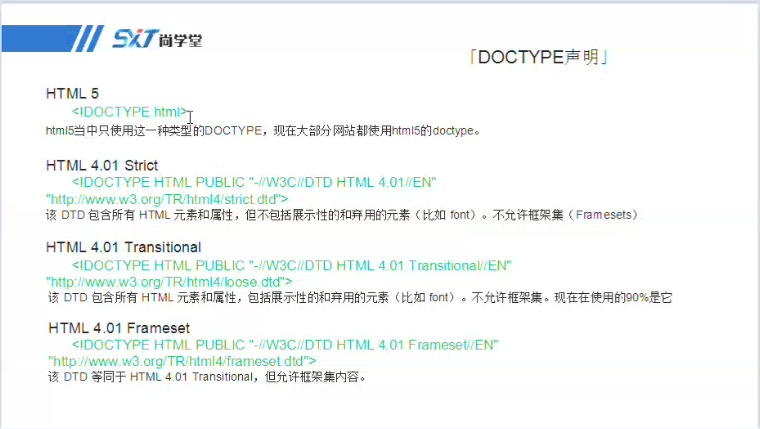 SXT 尚学堂
「DOCTYPE声明」
HTML 5
<!DOCTYPE html>
html5当中只使用这一种类型的DOCTYPE，现在大部分网站都使用html5的doctype。
HTML 4.01 Strict
<!DOCTYPE HTML PUBLIC "-//W3C//DTD HTML 4.01//EN"
"http://www.w3.org/TR/html4/strict.dtd">
该 DTD 包含所有 HTML 元素和属性，但不包括展示性的和弃用的元素（比如 font）。不允许框架集（Framesets）
HTML 4.01 Transitional
<!DOCTYPE HTML PUBLIC "-//W3C//DTD HTML 4.01 Transitional//EN"
"http://www.w3.org/TR/html4/loose.dtd">
该 DTD 包含所有 HTML 元素和属性，包括展示性的和弃用的元素（比如 font）。不允许框架集。现在在使用的90%是它
HTML 4.01 Frameset
<!DOCTYPE HTML PUBLIC "-//W3C//DTD HTML 4.01 Frameset//EN"
"http://www.w3.org/TR/html4/frameset.dtd">
该 DTD 等同于 HTML 4.01 Transitional，但允许框架集内容。